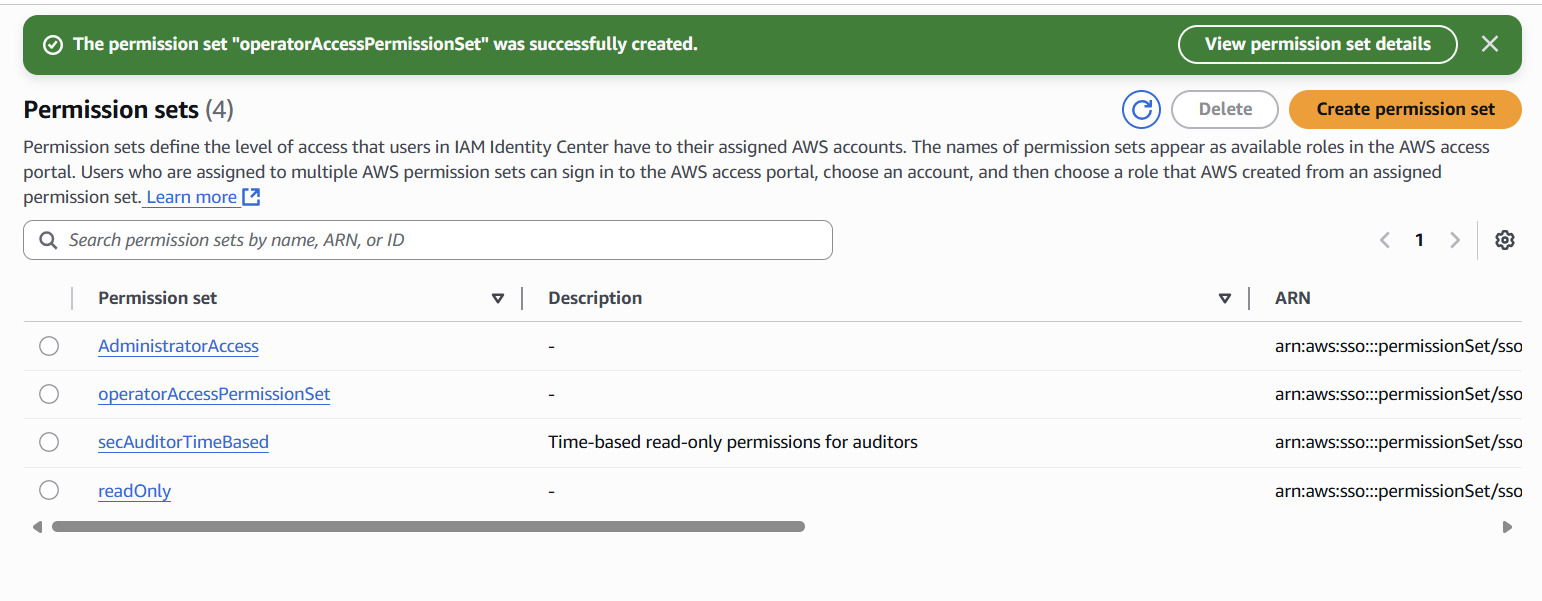 The permission set "operatorAccessPermissionSet" was successfully created.
View permission set details
Permission sets (4)
Delete
Create permission set
Permission sets define the level of access that users in IAM Identity Center have to their assigned AWS accounts. The names of permission sets appear as available roles in the AWS access
portal. Users who are assigned to multiple AWS permission sets can sign in to the AWS access portal, choose an account, and then choose a role that AWS created from an assigned
permission set. Learn more
Search permission sets by name, ARN, or ID
1
Permission set Description ARN
AdministratorAccess - arn:aws:sso:::permissionSet/sso
operatorAccessPermissionSet - arn:aws:sso:::permissionSet/sso
secAuditorTimeBased Time-based read-only permissions for auditors arn:aws:sso:::permissionSet/sso
readOnly - arn:aws:sso:::permissionSet/sso